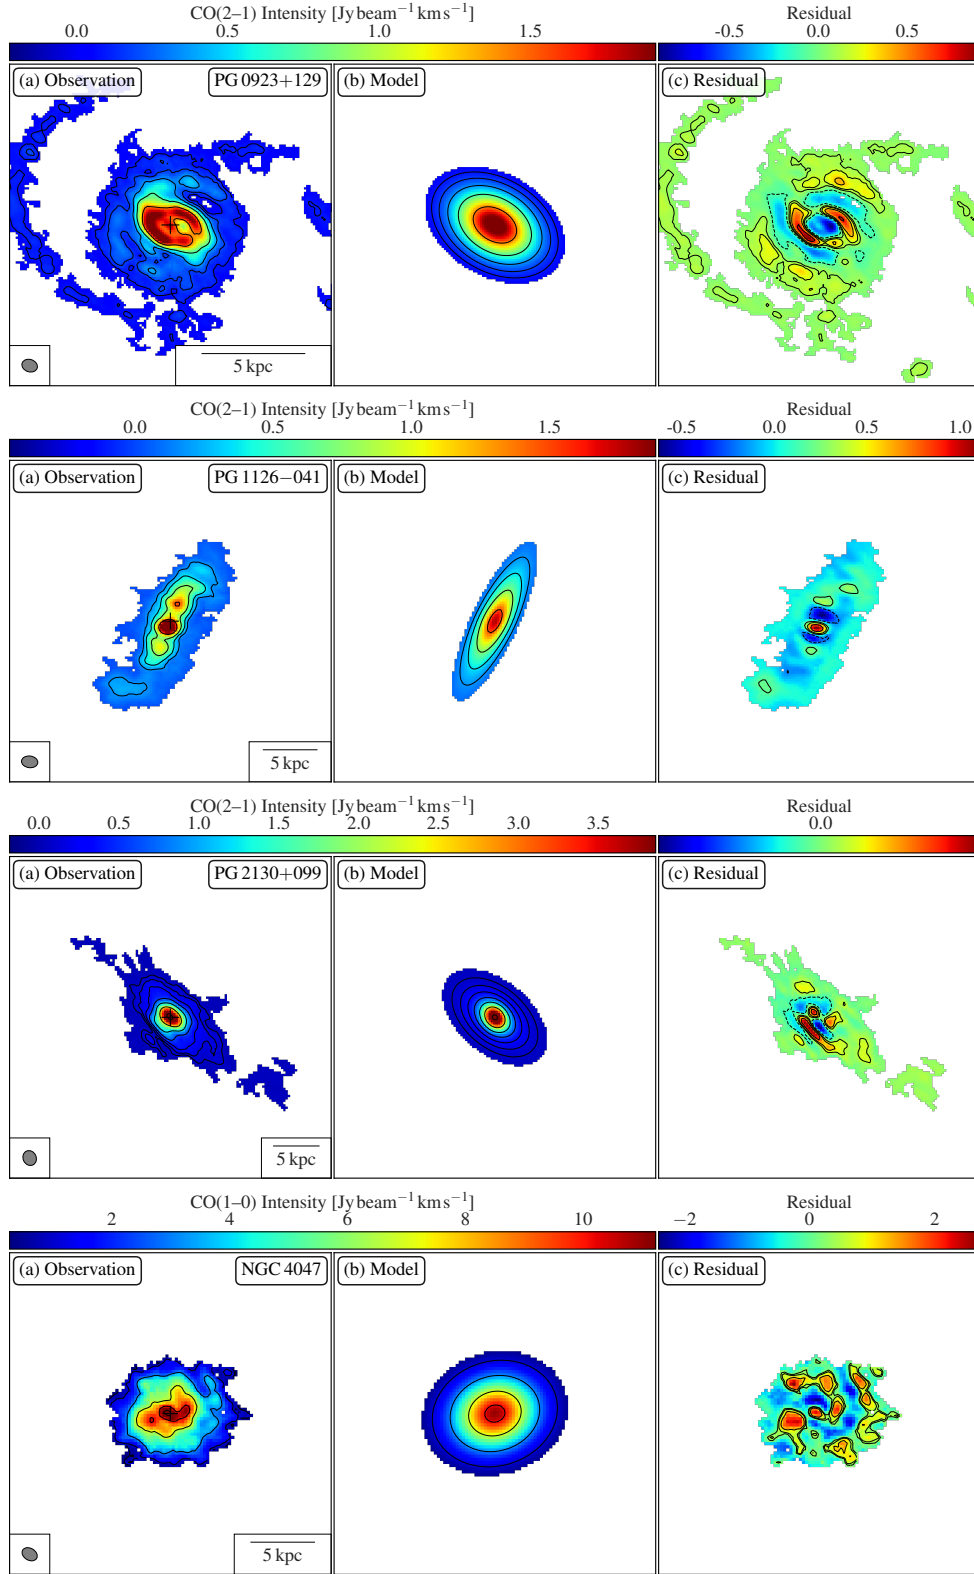 CO(2–1) Intensity [Jy beam−1 km s−1] Residual
0.0 0.5 1.0 1.5 -0.5 0.0 0.5
(a) Observation PG 0923+129 (b) Model (c) Residual
5 kpc
CO(2–1) Intensity [Jy beam−1 km s−1] Residual
0.0 0.5 1.0 1.5 -0.5 0.0 0.5 1.0
(a) Observation PG 1126−041 (b) Model (c) Residual
5 kpc
CO(2–1) Intensity [Jy beam−1 km s−1] Residual
0.0 0.5 1.0 1.5 2.0 2.5 3.0 3.5 0.0
(a) Observation PG 2130+099 (b) Model (c) Residual
5 kpc
CO(1–0) Intensity [Jy beam−1 km s−1] Residual
2 4 6 8 10 −2 0 2
(a) Observation NGC 4047 (b) Model (c) Residual
5 kpc